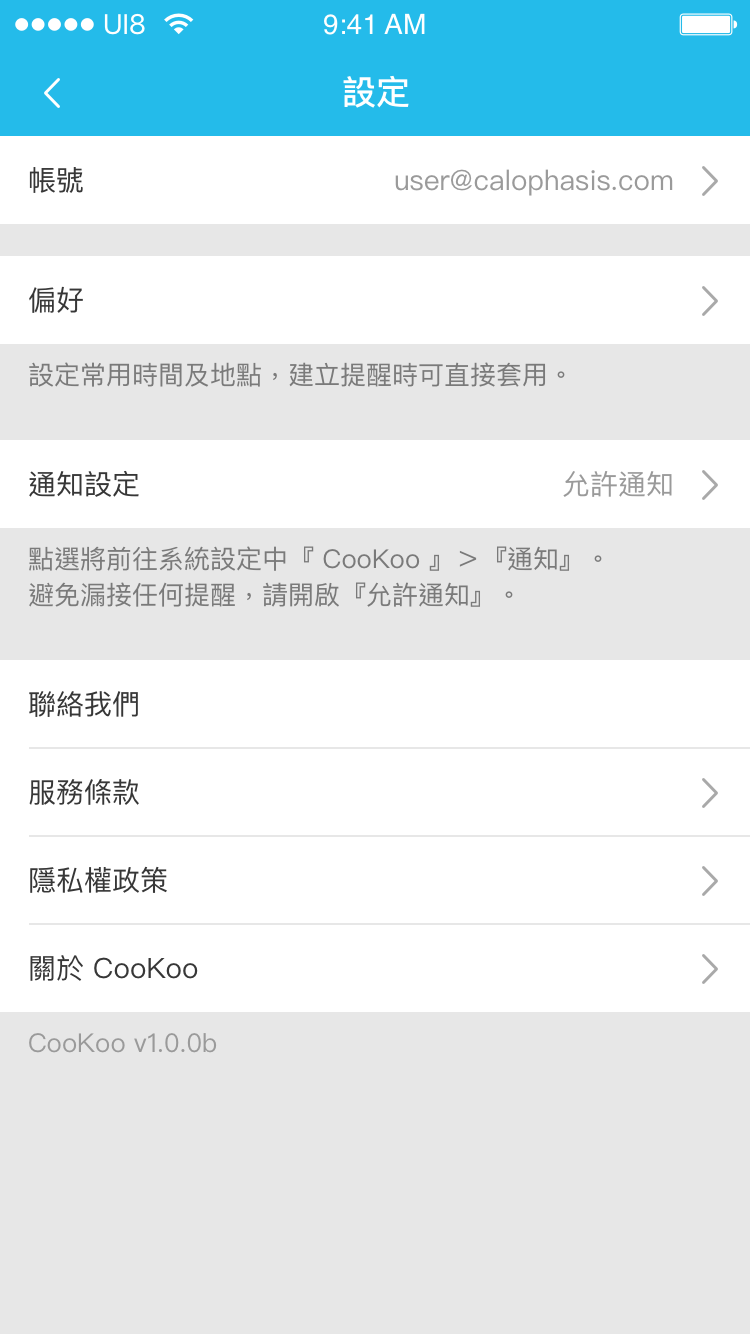 UI8 9:41 AM
設定
帳號 user@calophasis.com
偏好
設定常用時間及地點，建立提醒時可直接套用。
通知設定 允許通知
點選將前往系統設定中『 CooKoo 』＞『通知』。
避免漏接任何提醒，請開啟『允許通知』。
聯絡我們
服務條款
隱私權政策
關於 CooKoo
CooKoo v1.0.0b